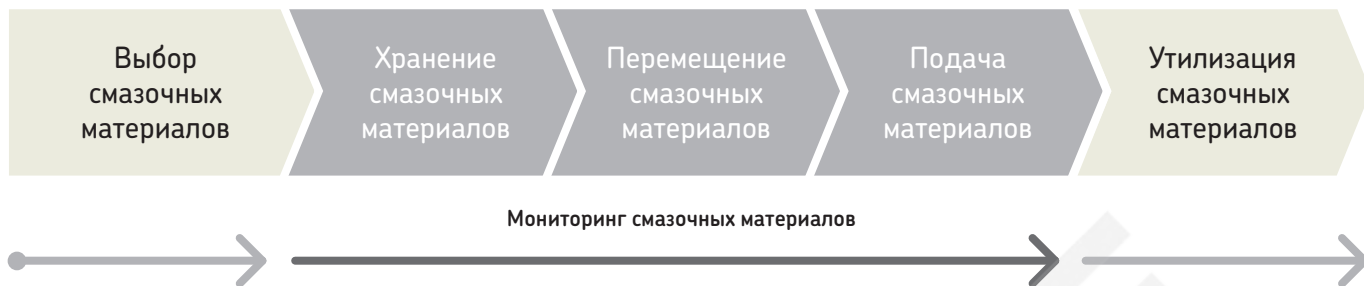 Выбор
смазочных
материалов
Хранение
смазочных
материалов
Перемещение
смазочных
материалов
Подача
смазочных
материалов
Утилизация
смазочных
материалов
Мониторинг смазочных материалов